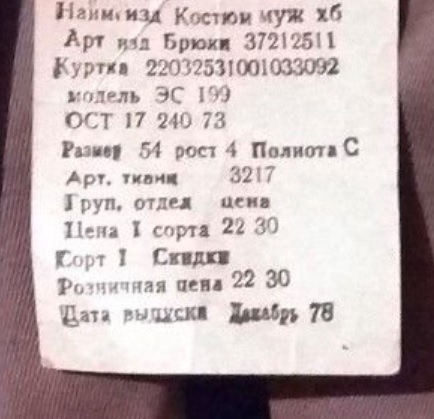 Наим. изд Костюм муж хб
Арт изд Брюки 37212511
Куртка 22032531001033092
модель ЭС 199
ОСТ 17 240 73
Размер 54 рост 4 Полнота С
Арт. ткани 3217
Груп. отдел цена
Цена I сорта 22 30
Сорт I Скидки
Розничная цена 22 30
Дата выпуска Декабрь 78